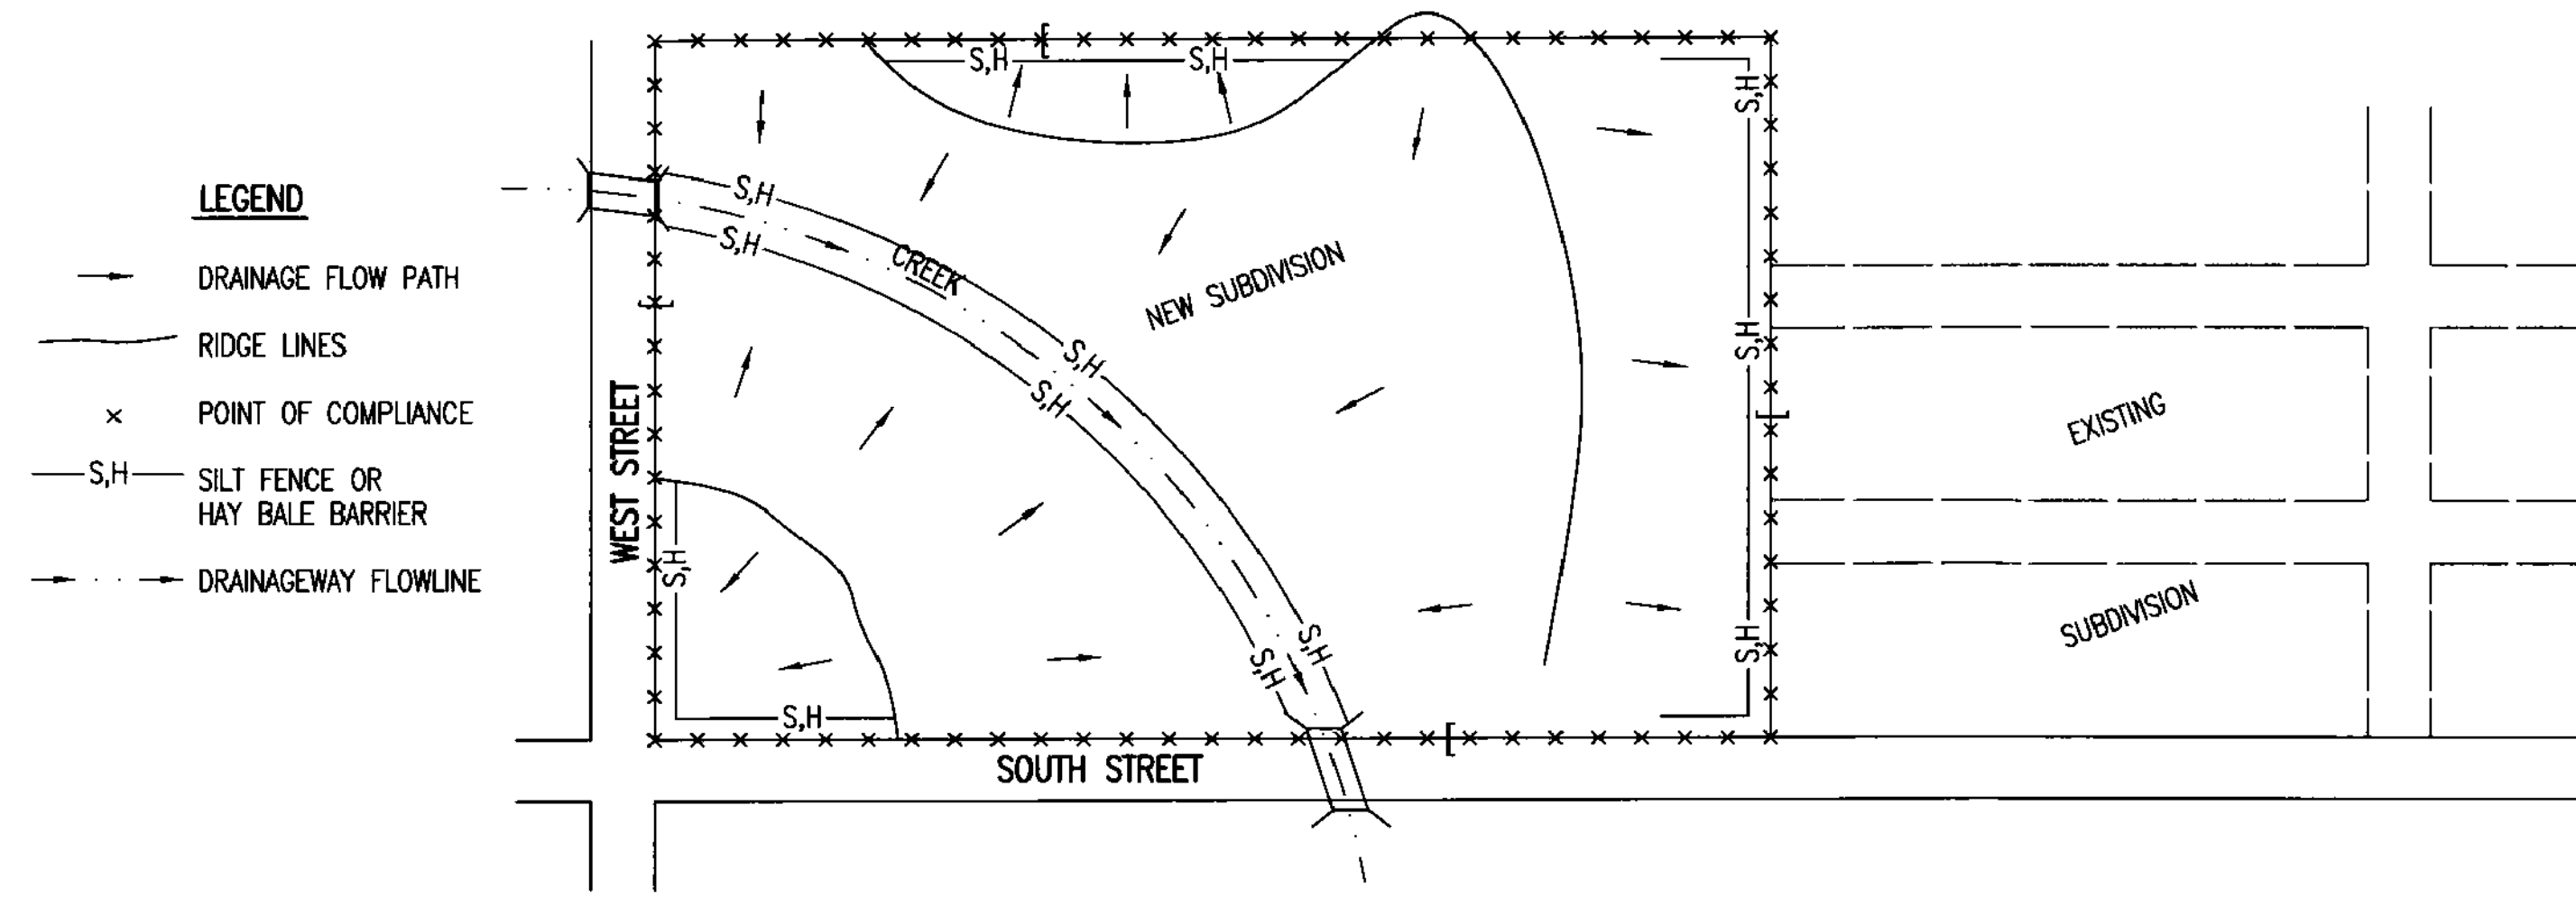 LEGEND
DRAINAGE FLOW PATH
RIDGE LINES
× POINT OF COMPLIANCE
S,H SILT FENCE OR
HAY BALE BARRIER
DRAINAGEWAY FLOWLINE
S,H
S,H
S,H
S,H
S,H
CREEK
NEW SUBDIVISION
S,H
S,H
S,H
WEST STREET
S,H
S,H
S,H
S,H
S,H
SOUTH STREET
EXISTING
SUBDIVISION